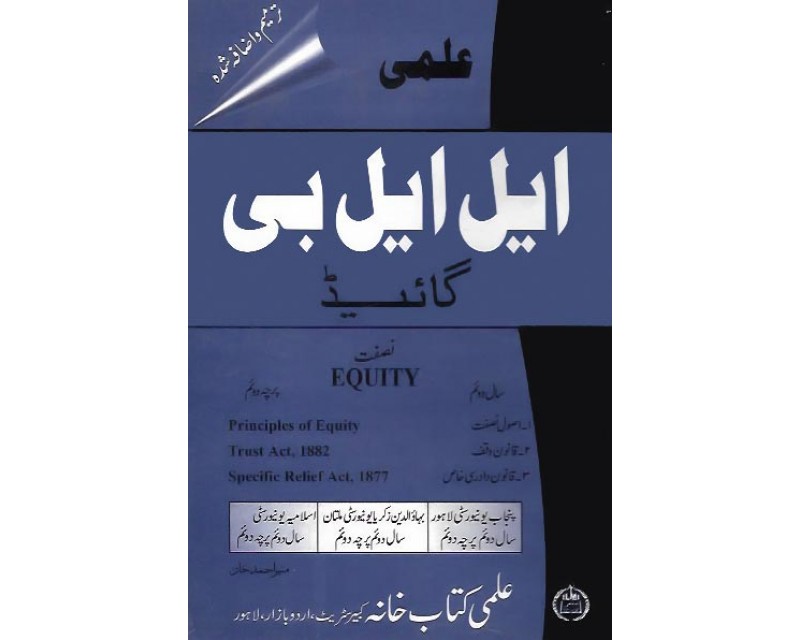 ترمیم و اضافہ شدہ
علمی
ایل ایل بی
گائیڈ
نصفت
EQUITY
سال دوئم پرچہ دوئم
Principles of Equity ۱۔ اصول نصفت
Trust Act, 1882 ۲۔ قانون وقف
Specific Relief Act, 1877 ۳۔ قانون دادرسی خاص
پنجاب یونیورسٹی لاہور بہاؤالدین زکریا یونیورسٹی ملتان اسلامیہ یونیورسٹی
سال دوئم پرچہ دوئم سال دوئم پرچہ دوئم سال دوئم پرچہ دوئم
میر احمد خان
علمی کتاب خانہ کبیر سٹریٹ، اردو بازار، لاہور